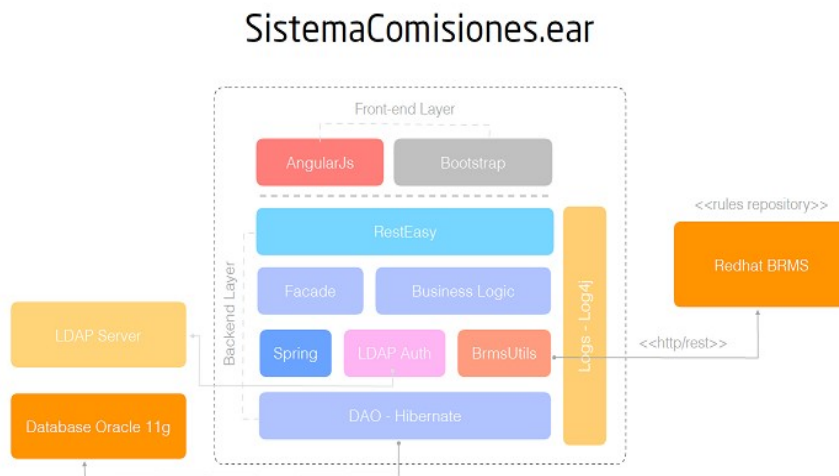 SistemaComisiones.ear
Front-end Layer
AngularJs
Bootstrap
<<rules repository>>
RestEasy
Redhat BRMS
Backend Layer
Facade
Business Logic
Logs - Log4j
LDAP Server
Spring
LDAP Auth
BrmsUtils
<<http/rest>>
Database Oracle 11g
DAO - Hibernate